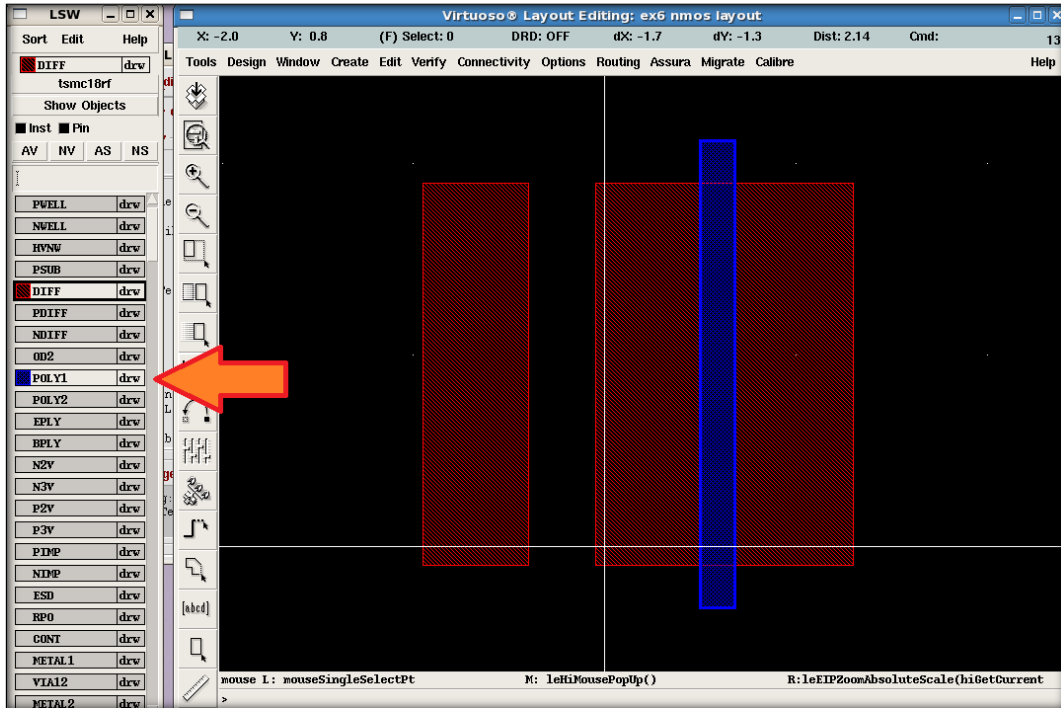 LSW
Sort Edit Help
DIFF drw
tsmc18rf
Show Objects
Inst Pin
AV NV AS NS
PWELL drw
NWELL drw
HVNW drw
PSUB drw
DIFF drw
PDIFF drw
NDIFF drw
OD2 drw
POLY1 drw
POLY2 drw
EPLY drw
BPLY drw
N2V drw
N3V drw
P2V drw
P3V drw
PIMP drw
NIMP drw
ESD drw
RPO drw
CONT drw
METAL1 drw
VIA12 drw
METAL2 drw
Virtuoso® Layout Editing: ex6 nmos layout
X: -2.0 Y: 0.8 (F) Select: 0 DRD: OFF dX: -1.7 dY: -1.3 Dist: 2.14 Cmd: 13
Tools Design Window Create Edit Verify Connectivity Options Routing Assura Migrate Calibre Help
[abcd]
mouse L: mouseSingleSelectPt M: leHiMousePopUp() R:leEIPZoomAbsoluteScale(hiGetCurrent
>